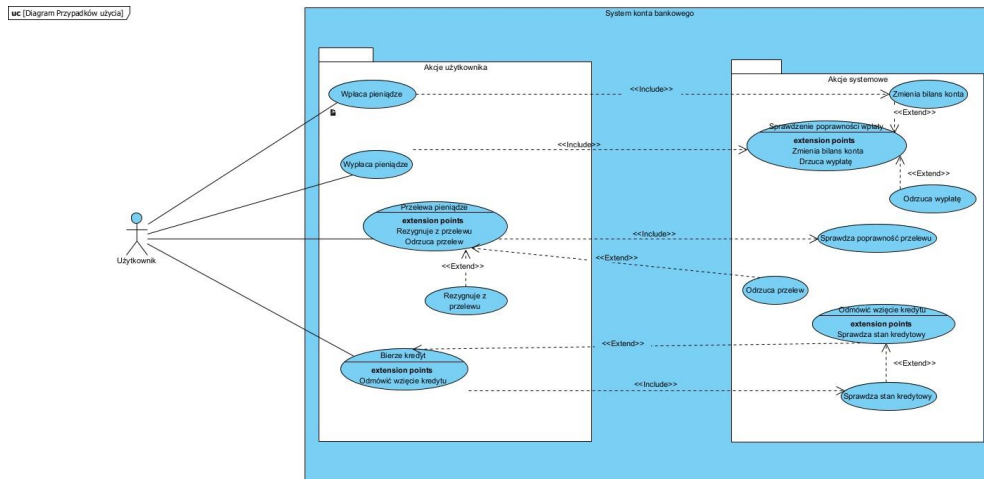 uc [Diagram Przypadków użycia]
System konta bankowego
Akcje użytkownika
Akcje systemowe
Wpłaca pieniądze
<<Include>>
Zmienia bilans konta
<<Extend>>
Sprawdzenie poprawności wpłaty
extension points
Zmienia bilans konta
Drzuca wypłatę
<<Include>>
Wypłaca pieniądze
<<Extend>>
Odrzuca wypłatę
Przelewa pieniądze
extension points
Rezygnuje z przelewu
Odrzuca przelew
<<Include>>
Sprawdza poprawność przelewu
Użytkownik
<<Extend>>
<<Extend>>
Rezygnuje z
przelewu
Odrzuca przelew
Odmówić wzięcie kredytu
extension points
Sprawdza stan kredytowy
<<Extend>>
Bierze kredyt
extension points
Odmówić wzięcie kredytu
<<Extend>>
<<Include>>
Sprawdza stan kredytowy